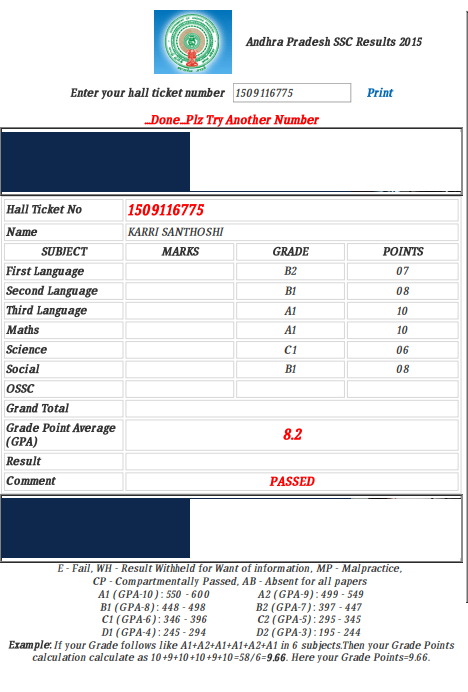 Andhra Pradesh SSC Results 2015
Enter your hall ticket number 1509116775 Print
...Done...Plz Try Another Number
Hall Ticket No 1509116775
Name KARRI SANTHOSHI
SUBJECT MARKS GRADE POINTS
First Language B2 07
Second Language B1 08
Third Language A1 10
Maths A1 10
Science C1 06
Social B1 08
OSSC
Grand Total
Grade Point Average (GPA) 8.2
Result
Comment PASSED
E - Fail, WH - Result Withheld for Want of information, MP - Malpractice,
CP - Compartmentally Passed, AB - Absent for all papers
A1 (GPA-10) : 550 - 600 A2 (GPA-9) : 499 - 549
B1 (GPA-8) : 448 - 498 B2 (GPA-7) : 397 - 447
C1 (GPA-6) : 346 - 396 C2 (GPA-5) : 295 - 345
D1 (GPA-4) : 245 - 294 D2 (GPA-3) : 195 - 244
Example: If your Grade follows like A1+A2+A1+A1+A2+A1 in 6 subjects.Then your Grade Points
calculation calculate as 10+9+10+10+9+10=58/6=9.66. Here your Grade Points=9.66.